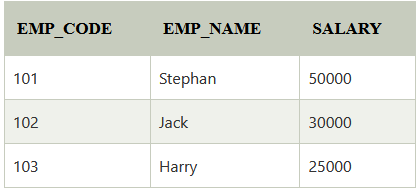 EMP_CODE EMP_NAME SALARY
101 Stephan 50000
102 Jack 30000
103 Harry 25000